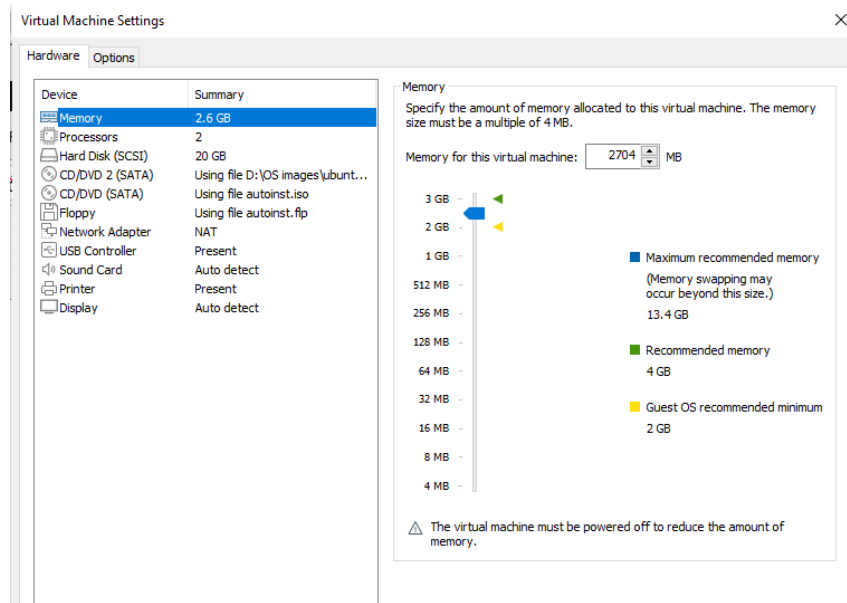 Virtual Machine Settings
Hardware Options
Device Summary
Memory 2.6 GB
Processors 2
Hard Disk (SCSI) 20 GB
CD/DVD 2 (SATA) Using file D:\OS images\ubunt...
CD/DVD (SATA) Using file autoinst.iso
Floppy Using file autoinst.flp
Network Adapter NAT
USB Controller Present
Sound Card Auto detect
Printer Present
Display Auto detect
Memory
Specify the amount of memory allocated to this virtual machine. The memory
size must be a multiple of 4 MB.
Memory for this virtual machine: 2704 MB
3 GB
2 GB
1 GB
512 MB
256 MB
128 MB
64 MB
32 MB
16 MB
8 MB
4 MB
Maximum recommended memory
(Memory swapping may
occur beyond this size.)
13.4 GB
Recommended memory
4 GB
Guest OS recommended minimum
2 GB
The virtual machine must be powered off to reduce the amount of
memory.